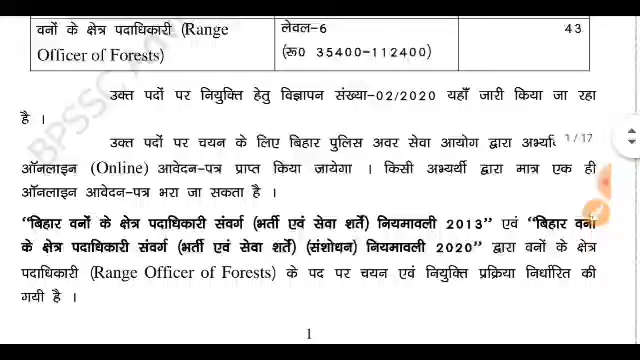 वनों के क्षेत्र पदाधिकारी (Range Officer of Forests)
लेवल-6
(रू0 35400-112400)
43
उक्त पदों पर नियुक्ति हेतु विज्ञापन संख्या-02/2020 यहाँ जारी किया जा रहा
है ।
उक्त पदों पर चयन के लिए बिहार पुलिस अवर सेवा आयोग द्वारा
1/17
ऑनलाइन (Online) आवेदन-पत्र प्राप्त किया जायेगा । किसी अभ्यर्थी द्वारा मात्र एक ही
ऑनलाइन आवेदन-पत्र भरा जा सकता है ।
“बिहार वनों के क्षेत्र पदाधिकारी संवर्ग (भर्ती एवं सेवा शर्ते) नियमावली 2013” एवं “बिहार वनों
के क्षेत्र पदाधिकारी संवर्ग (भर्ती एवं सेवा शर्ते) (संशोधन) नियमावली 2020” द्वारा वनों के क्षेत्र
पदाधिकारी (Range Officer of Forests) के पद पर चयन एवं नियुक्ति प्रक्रिया निर्धारित की
गयी है ।
1